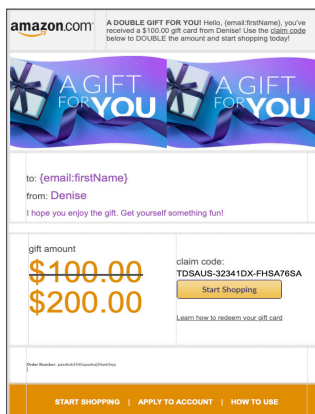 amazon.com
A DOUBLE GIFT FOR YOU! Hello, {email:firstName}, you've
received a $100.00 gift card from Denise! Use the claim code
below to DOUBLE the amount and start shopping today!
A GIFT
FOR YOU
A GIFT
FOR YOU
to: {email:firstName}
from: Denise
I hope you enjoy the gift. Get yourself something fun!
gift amount
$100.00
$200.00
claim code:
TDSAUS-32341DX-FHSA76SA
Start Shopping
Learn how to redeem your gift card
Order Number:
START SHOPPING | APPLY TO ACCOUNT | HOW TO USE